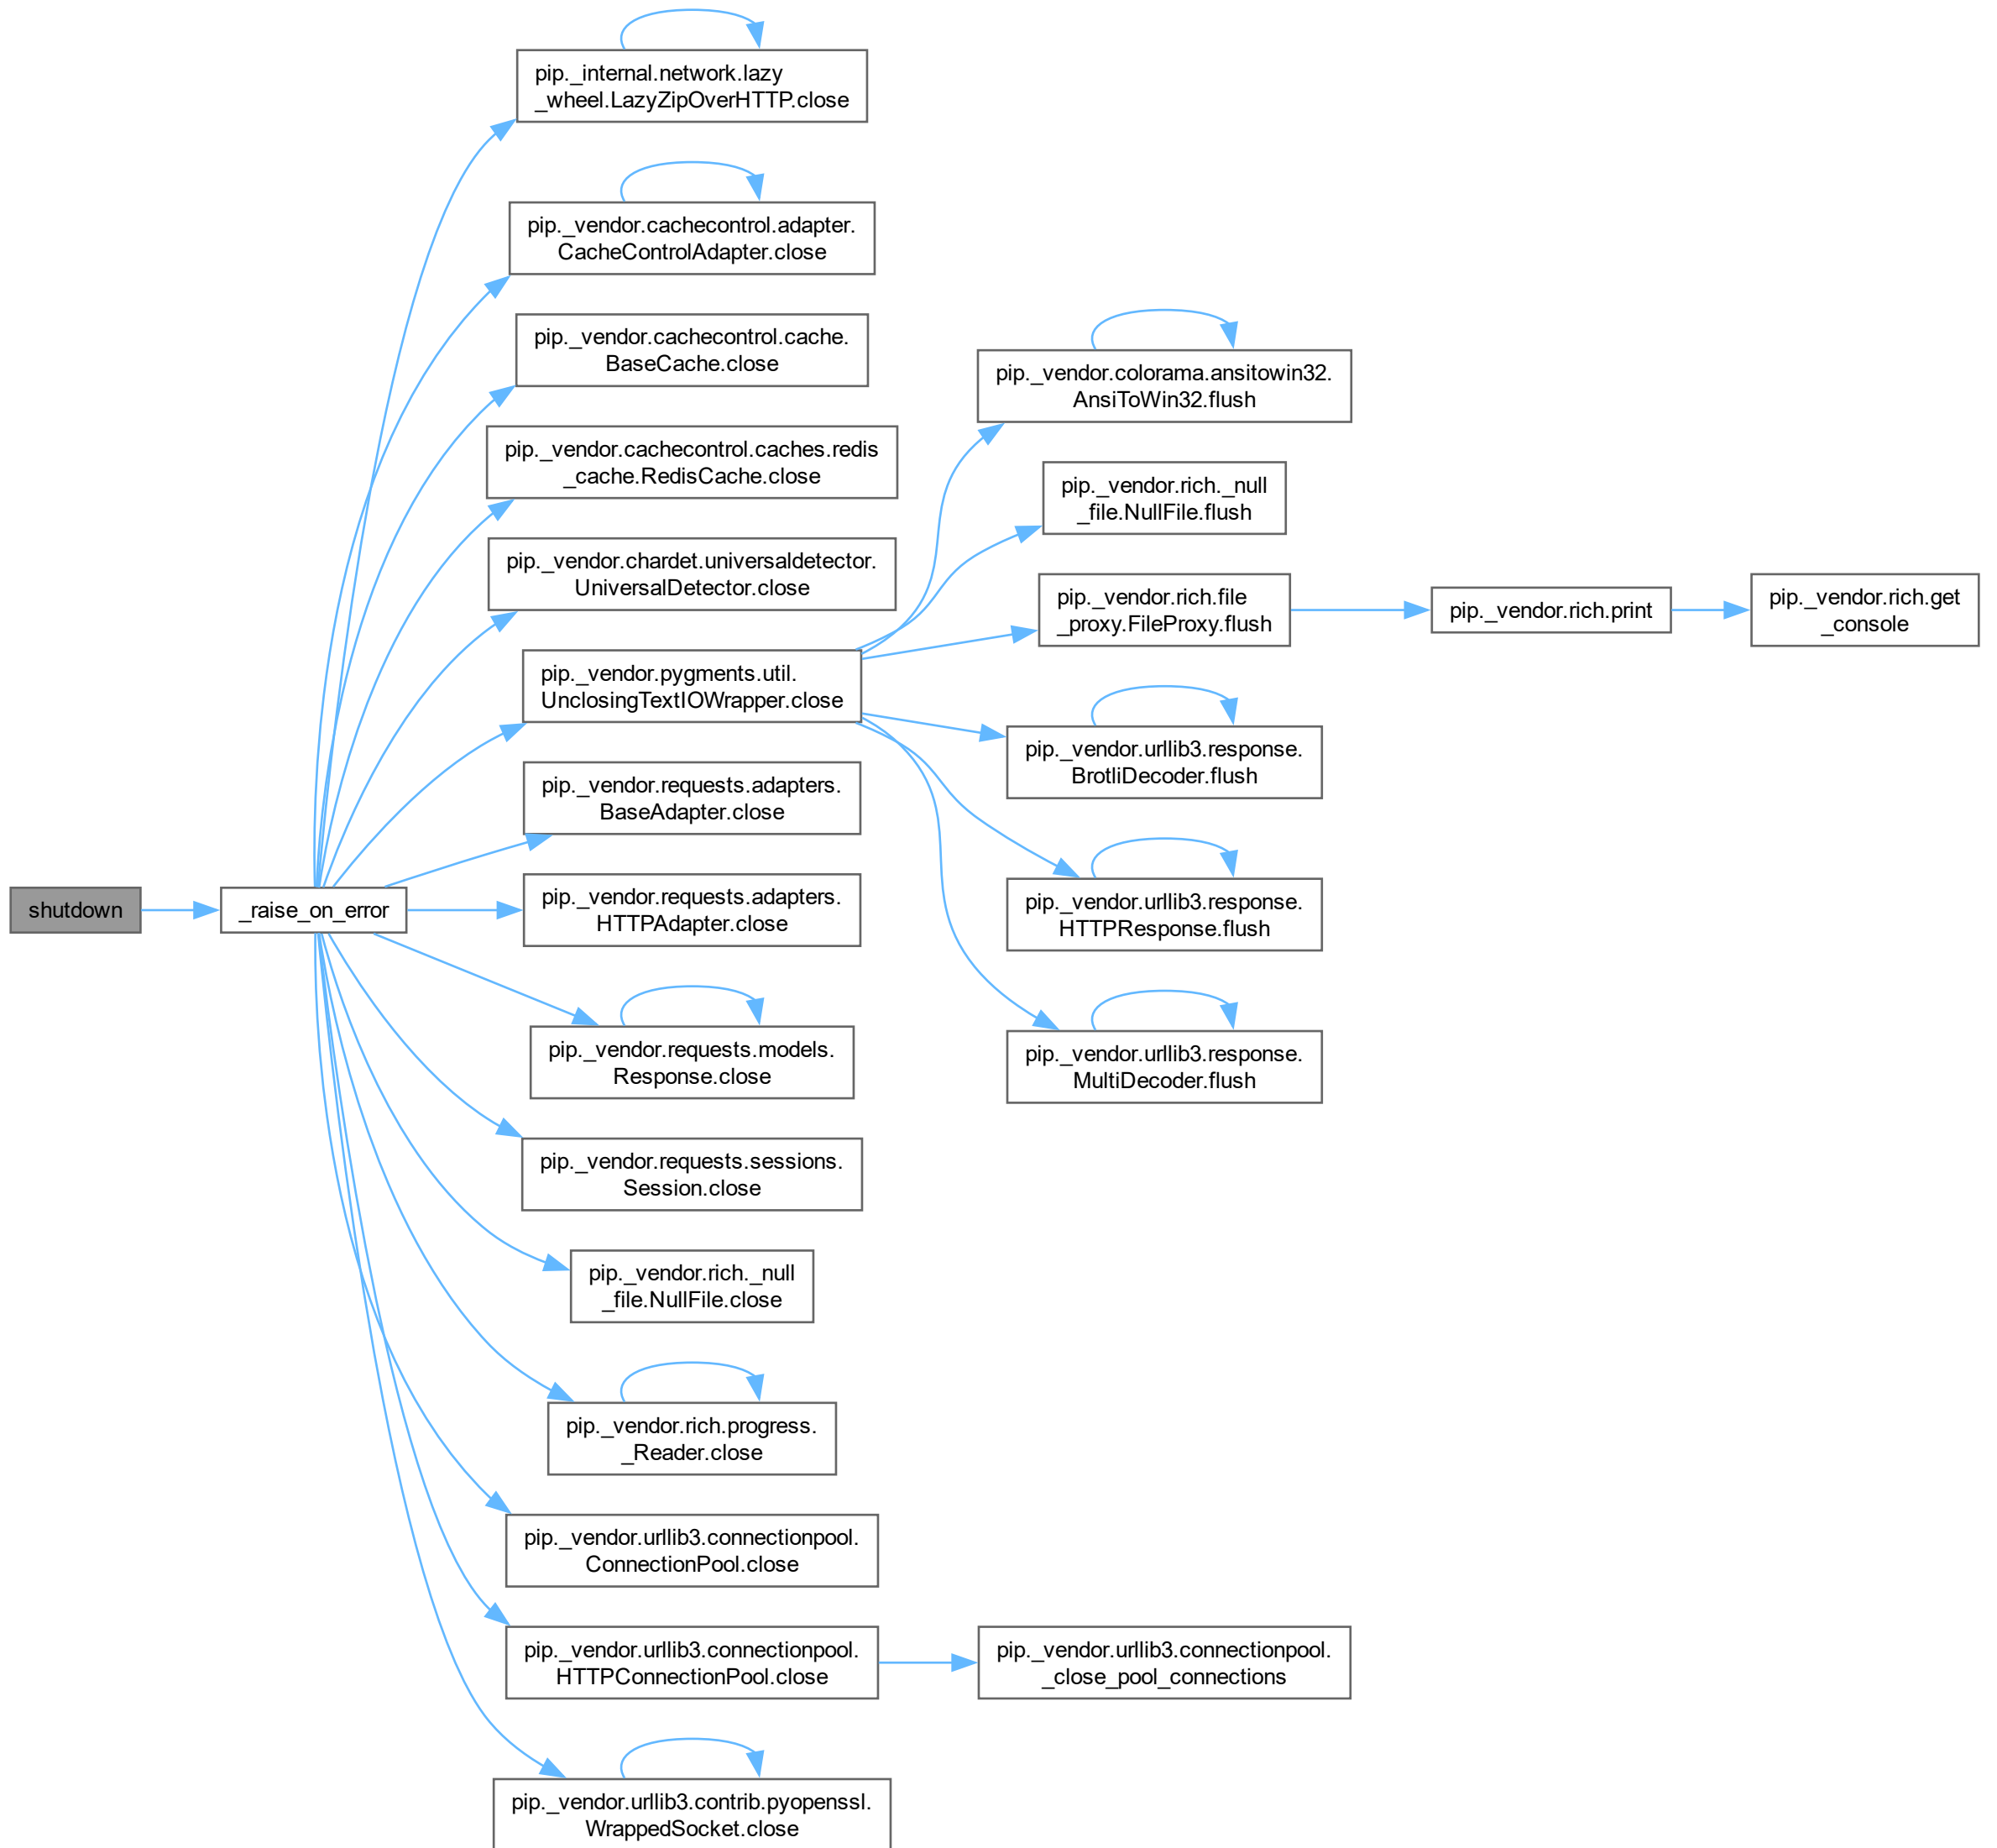 shutdown
_raise_on_error
pip._internal.network.lazy
_wheel.LazyZipOverHTTP.close
pip._vendor.cachecontrol.adapter.
CacheControlAdapter.close
pip._vendor.cachecontrol.cache.
BaseCache.close
pip._vendor.cachecontrol.caches.redis
_cache.RedisCache.close
pip._vendor.chardet.universaldetector.
UniversalDetector.close
pip._vendor.pygments.util.
UnclosingTextIOWrapper.close
pip._vendor.requests.adapters.
BaseAdapter.close
pip._vendor.requests.adapters.
HTTPAdapter.close
pip._vendor.requests.models.
Response.close
pip._vendor.requests.sessions.
Session.close
pip._vendor.rich._null
_file.NullFile.close
pip._vendor.rich.progress.
_Reader.close
pip._vendor.urllib3.connectionpool.
ConnectionPool.close
pip._vendor.urllib3.connectionpool.
HTTPConnectionPool.close
pip._vendor.urllib3.contrib.pyopenssl.
WrappedSocket.close
pip._vendor.colorama.ansitowin32.
AnsiToWin32.flush
pip._vendor.rich._null
_file.NullFile.flush
pip._vendor.rich.file
_proxy.FileProxy.flush
pip._vendor.urllib3.response.
BrotliDecoder.flush
pip._vendor.urllib3.response.
HTTPResponse.flush
pip._vendor.urllib3.response.
MultiDecoder.flush
pip._vendor.urllib3.connectionpool.
_close_pool_connections
pip._vendor.rich.print
pip._vendor.rich.get
_console